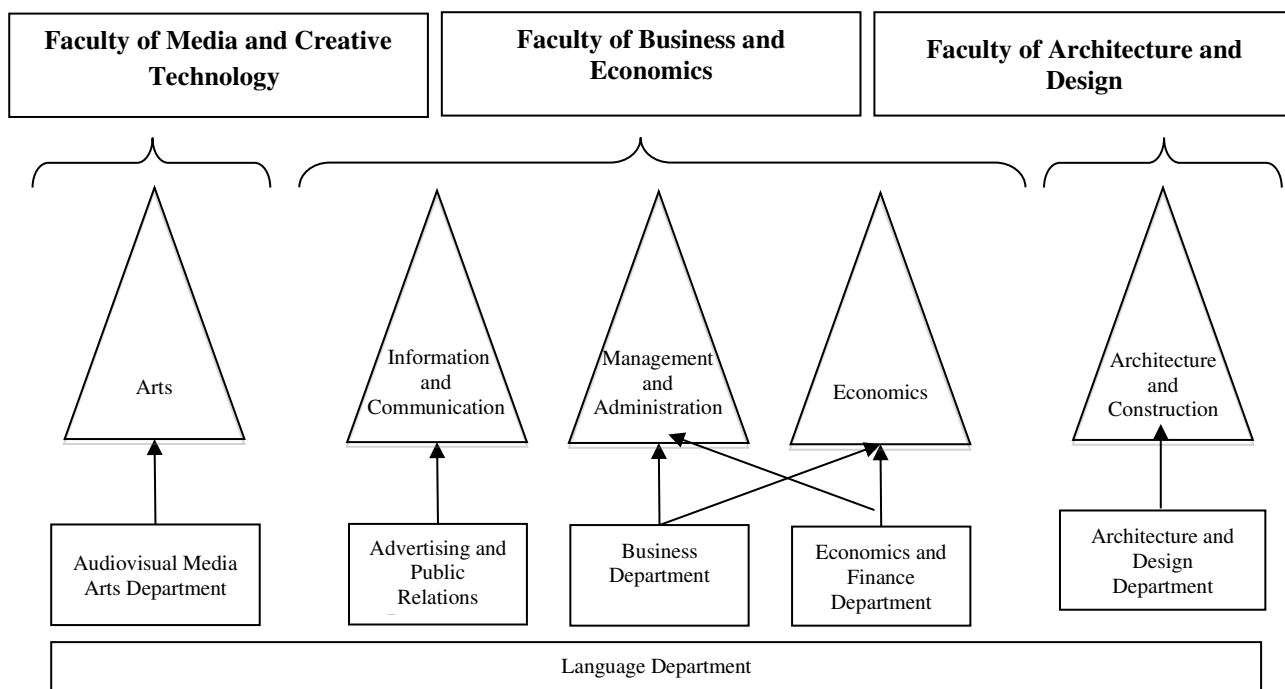 Faculty of Media and Creative
Technology
Faculty of Business and
Economics
Faculty of Architecture and
Design
Arts
Information
and
Communication
Management
and
Administration
Economics
Architecture
and
Construction
Audiovisual Media
Arts Department
Advertising and
Public
Relations
Business
Department
Economics and
Finance
Department
Architecture and
Design
Department
Language Department